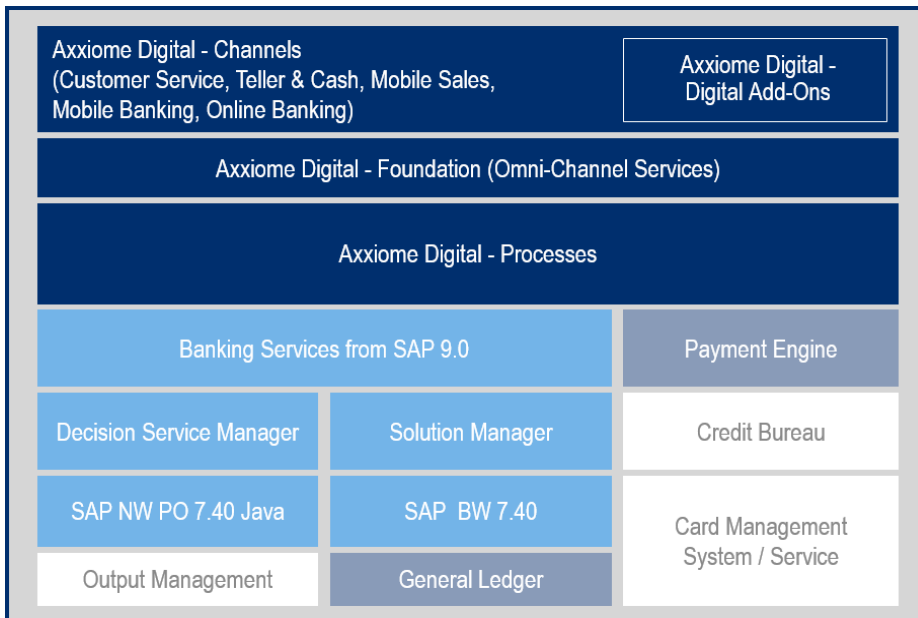 Axxiome Digital - Channels
(Customer Service, Teller & Cash, Mobile Sales,
Mobile Banking, Online Banking)
Axxiome Digital -
Digital Add-Ons
Axxiome Digital - Foundation (Omni-Channel Services)
Axxiome Digital - Processes
Banking Services from SAP 9.0
Payment Engine
Decision Service Manager
Solution Manager
Credit Bureau
SAP NW PO 7.40 Java
SAP BW 7.40
Card Management
System / Service
Output Management
General Ledger